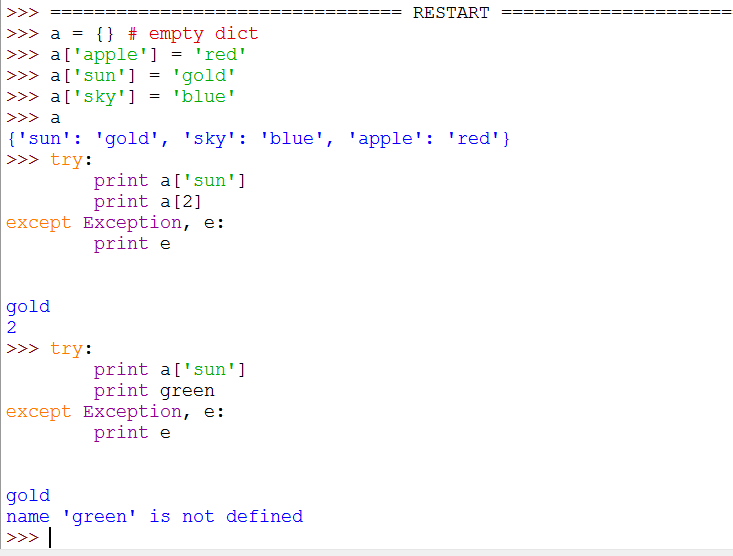 >>> ================================ RESTART =====================
>>> a = {} # empty dict
>>> a['apple'] = 'red'
>>> a['sun'] = 'gold'
>>> a['sky'] = 'blue'
>>> a
{'sun': 'gold', 'sky': 'blue', 'apple': 'red'}
>>> try:
        print a['sun']
        print a[2]
except Exception, e:
        print e
gold
2
>>> try:
        print a['sun']
        print green
except Exception, e:
        print e
gold
name 'green' is not defined
>>>